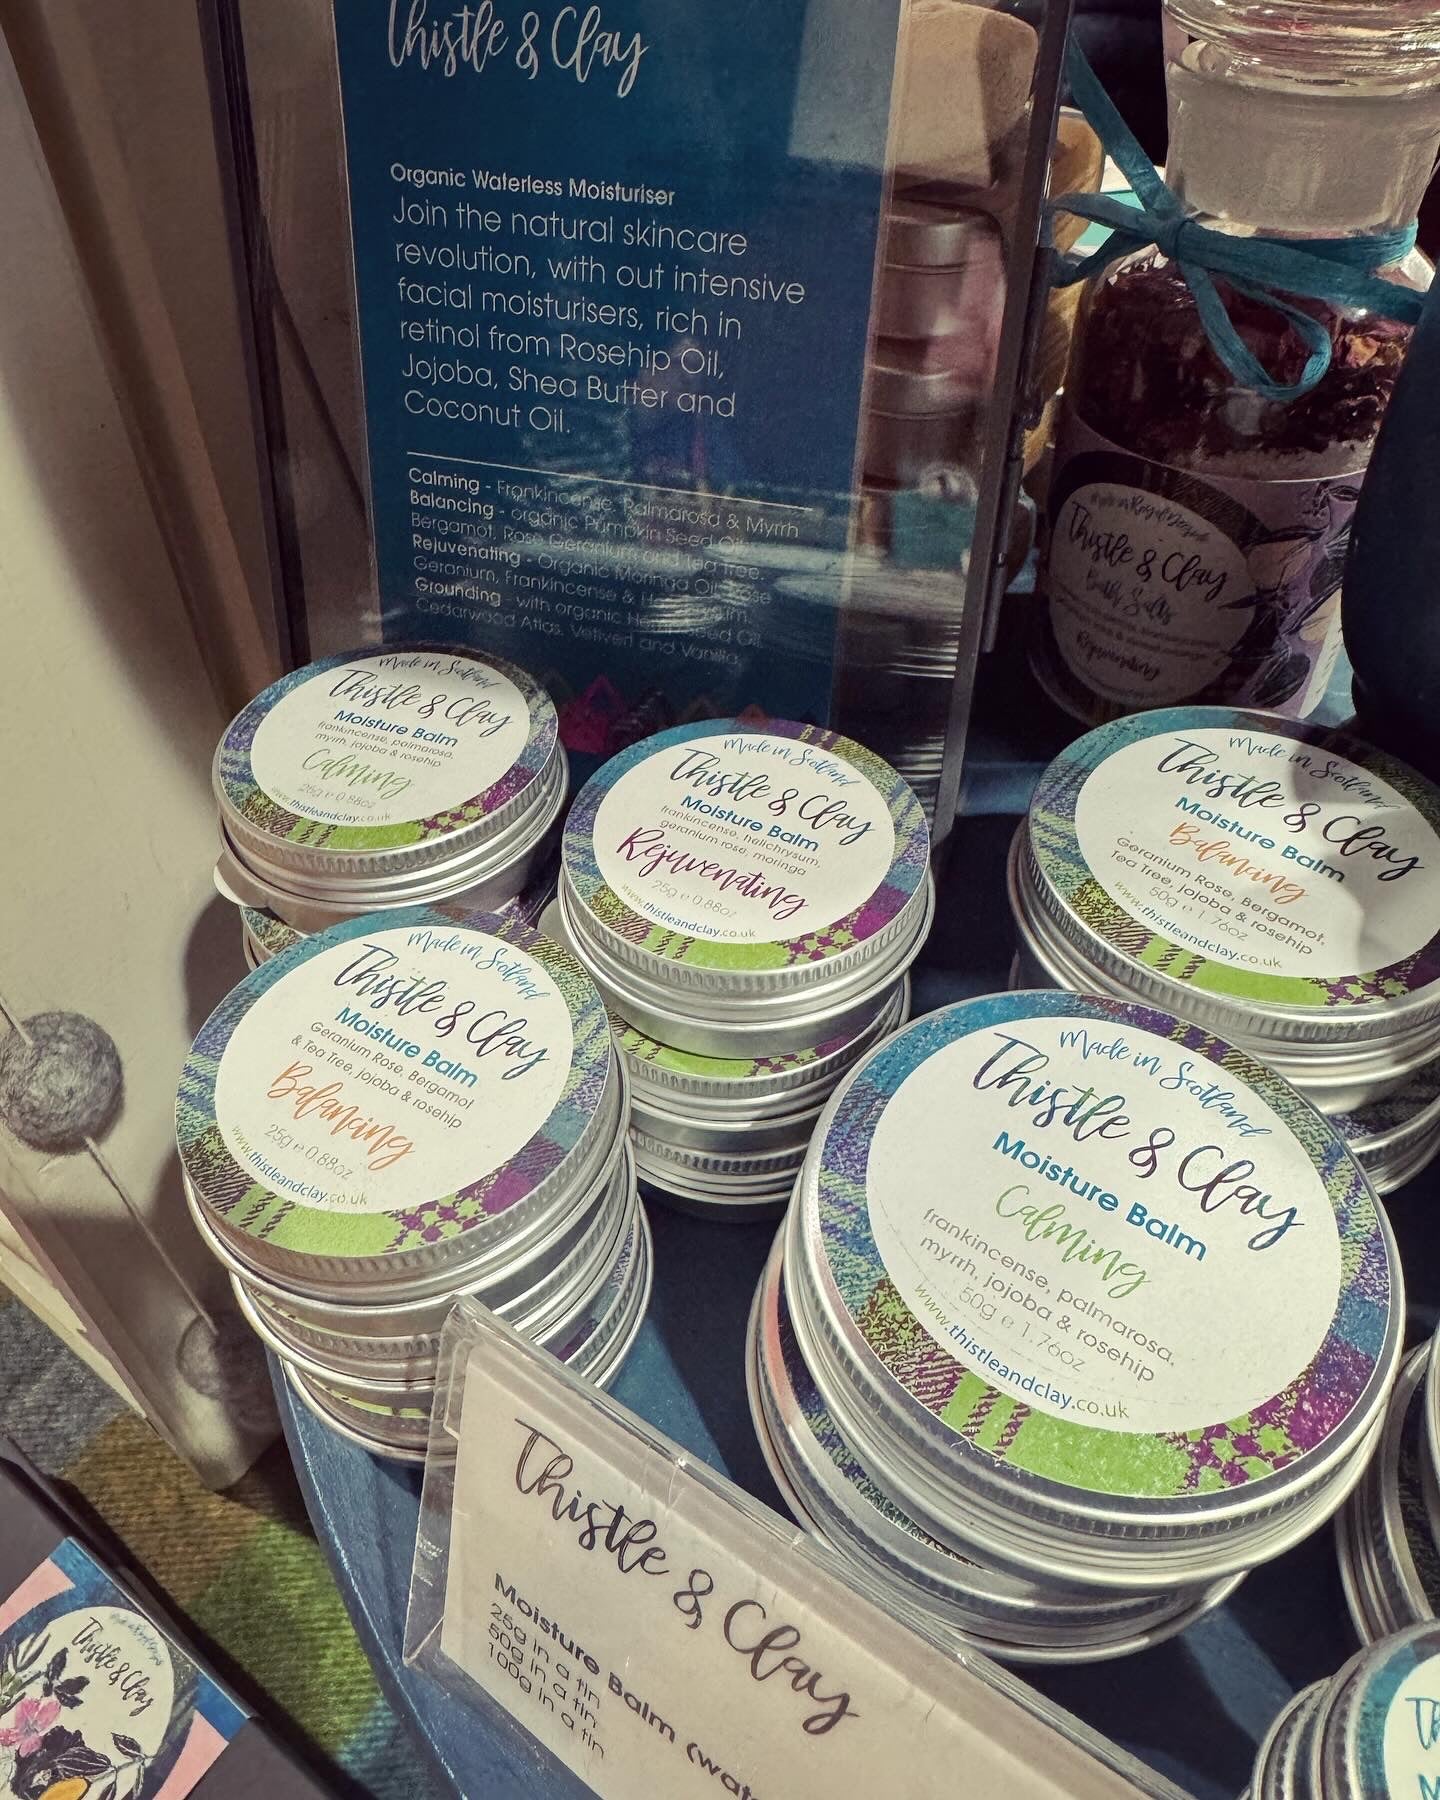 Thistle & Clay
Organic Waterless Moisturiser
Join the natural skincare
revolution, with out intensive
facial moisturisers, rich in
retinol from Rosehip Oil,
Jojoba, Shea Butter and
Coconut Oil.
Calming - Frankincense, Palmarosa & Myrrh
Balancing - organic Pumpkin Seed Oil,
Bergamot, Rose Geranium and Tea Tree.
Rejuvenating - Organic Moringa Oil, Rose
Geranium, Frankincense &
Grounding - with organic Seed Oil,
Cedarwood Atlas, Vetivert and Vanilla
Made in Scotland
Thistle & Clay
Moisture Balm
frankincense, palmarosa,
myrrh, jojoba & rosehip
Calming
25g e 0.88oz
www.thistleandclay.co.uk
Made in Scotland
Thistle & Clay
Moisture Balm
frankincense, helichrysum,
geranium rose, moringa
Rejuvenating
25g e 0.88oz
www.thistleandclay.co.uk
Made in Scotland
Thistle & Clay
Moisture Balm
Balancing
Geranium Rose, Bergamot,
Tea Tree, jojoba & rosehip
50g e 1.76oz
www.thistleandclay.co.uk
Made in Scotland
Thistle & Clay
Moisture Balm
Geranium Rose, Bergamot
& Tea Tree, jojoba & rosehip
Balancing
25g e 0.88oz
www.thistleandclay.co.uk
Made in Scotland
Thistle & Clay
Moisture Balm
Calming
frankincense, palmarosa,
myrrh, jojoba & rosehip
50g e 1.76oz
www.thistleandclay.co.uk
Made in Royal Deeside
Thistle & Clay
Bath Salts
Rejuvenating
Thistle & Clay
Moisture Balm (wat
25g in a tin
50g in a tin
100g in a tin
Thistle & Clay